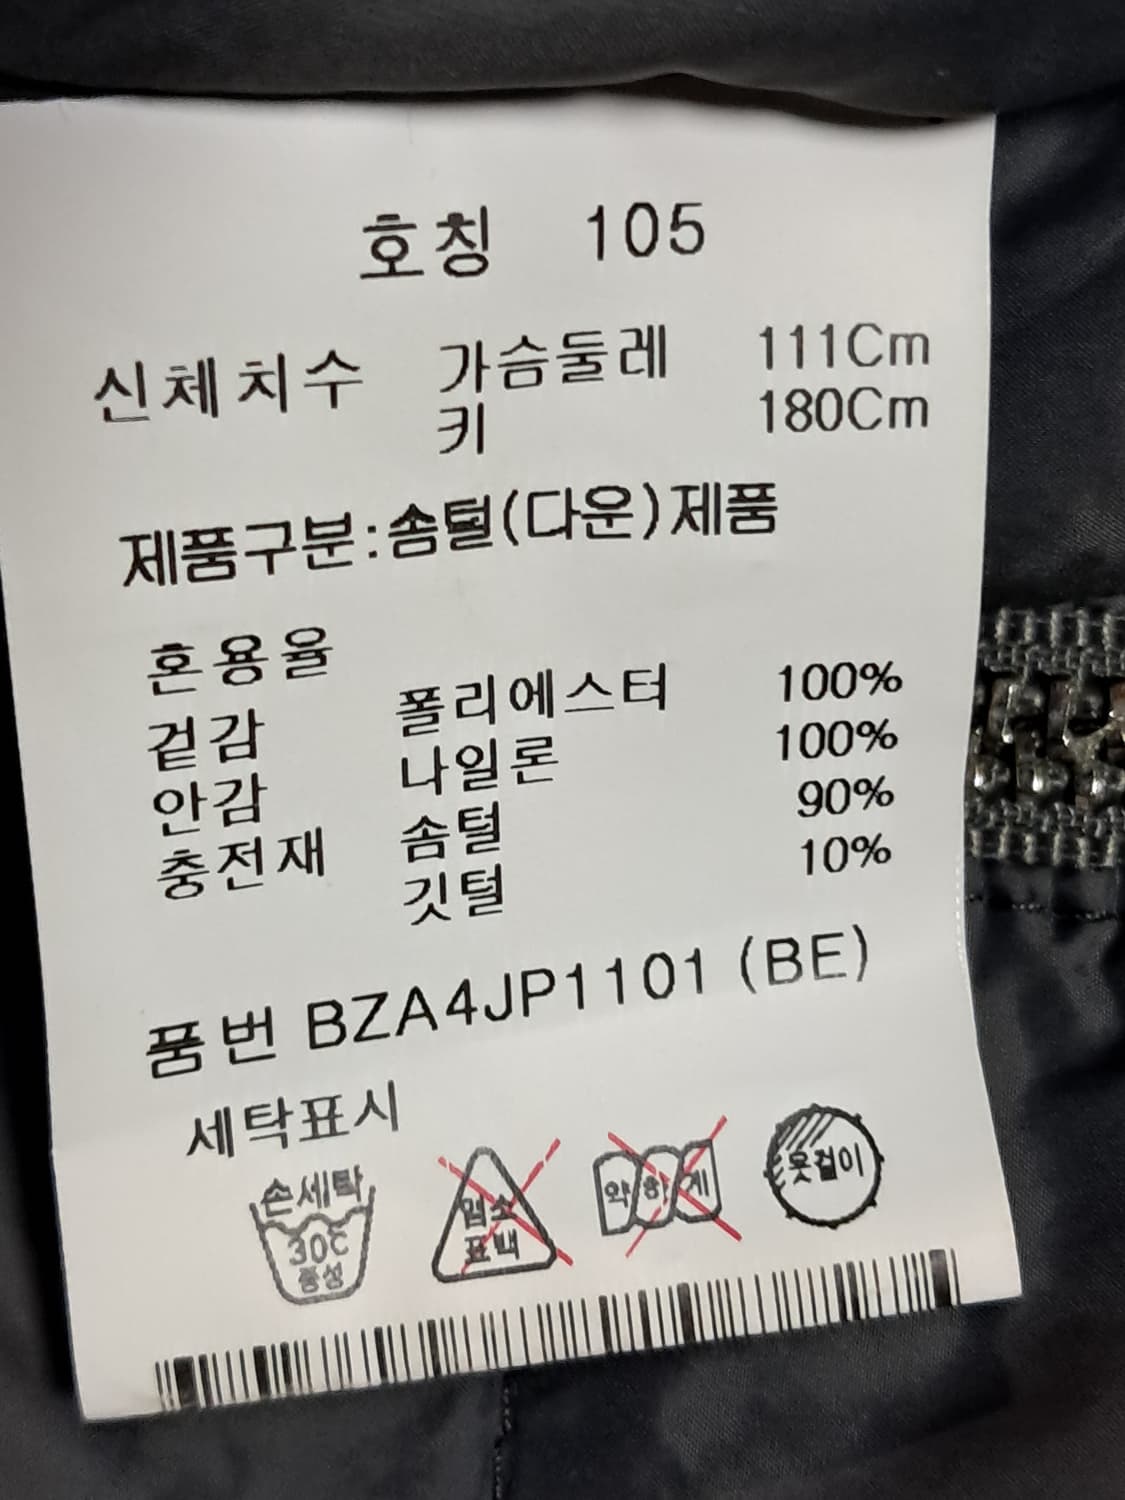 호칭 105
신체치수 가슴둘레 111Cm
키 180Cm
제품구분:솜털(다운)제품
혼용율
겉감 폴리에스터 100%
안감 나일론 100%
충전재 솜털 90%
깃털 10%
품번 BZA4JP1101 (BE)
세탁표시
손세탁
30℃
중성
염소
표백
약하게
옷걸이